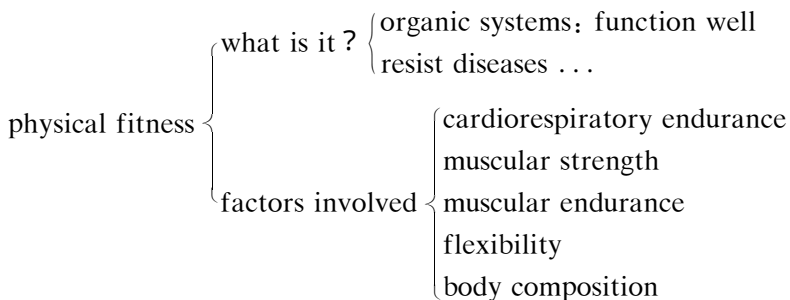 organic systems: function well
what is it?
resist diseases ...
physical fitness
cardiorespiratory endurance
muscular strength
factors involved
muscular endurance
flexibility
body composition